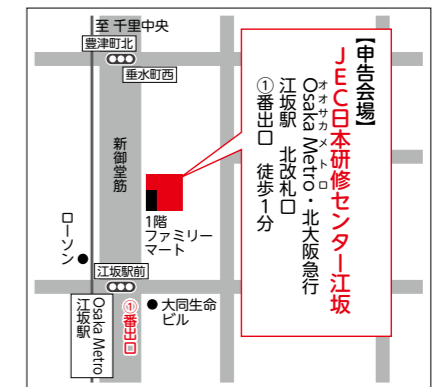 至 千里中央
豊津町北
垂水町西
新御堂筋
【申告会場】
JEC日本研修センター江坂
オオサカメトロ
Osaka Metro・北大阪急行
江坂駅 北改札口
①番出口 徒歩1分
1階
ファミリー
マート
ローソン
江坂駅前
Osaka Metro
江坂駅
①番出口
大同生命
ビル